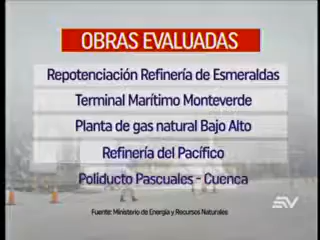 OBRAS EVALUADAS
Repotenciación Refinería de Esmeraldas
Terminal Marítimo Monteverde
Planta de gas natural Bajo Alto
Refinería del Pacífico
Poliducto Pascuales - Cuenca
Fuente: Ministerio de Energía y Recursos Naturales